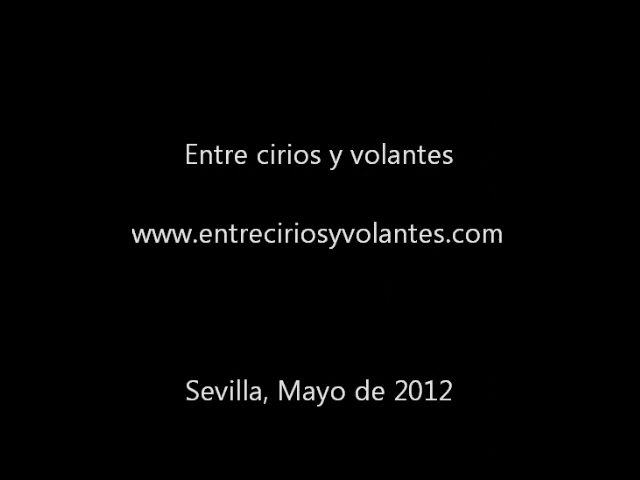 Entre cirios y volantes
www.entreciriosyvolantes.com
Sevilla, Mayo de 2012